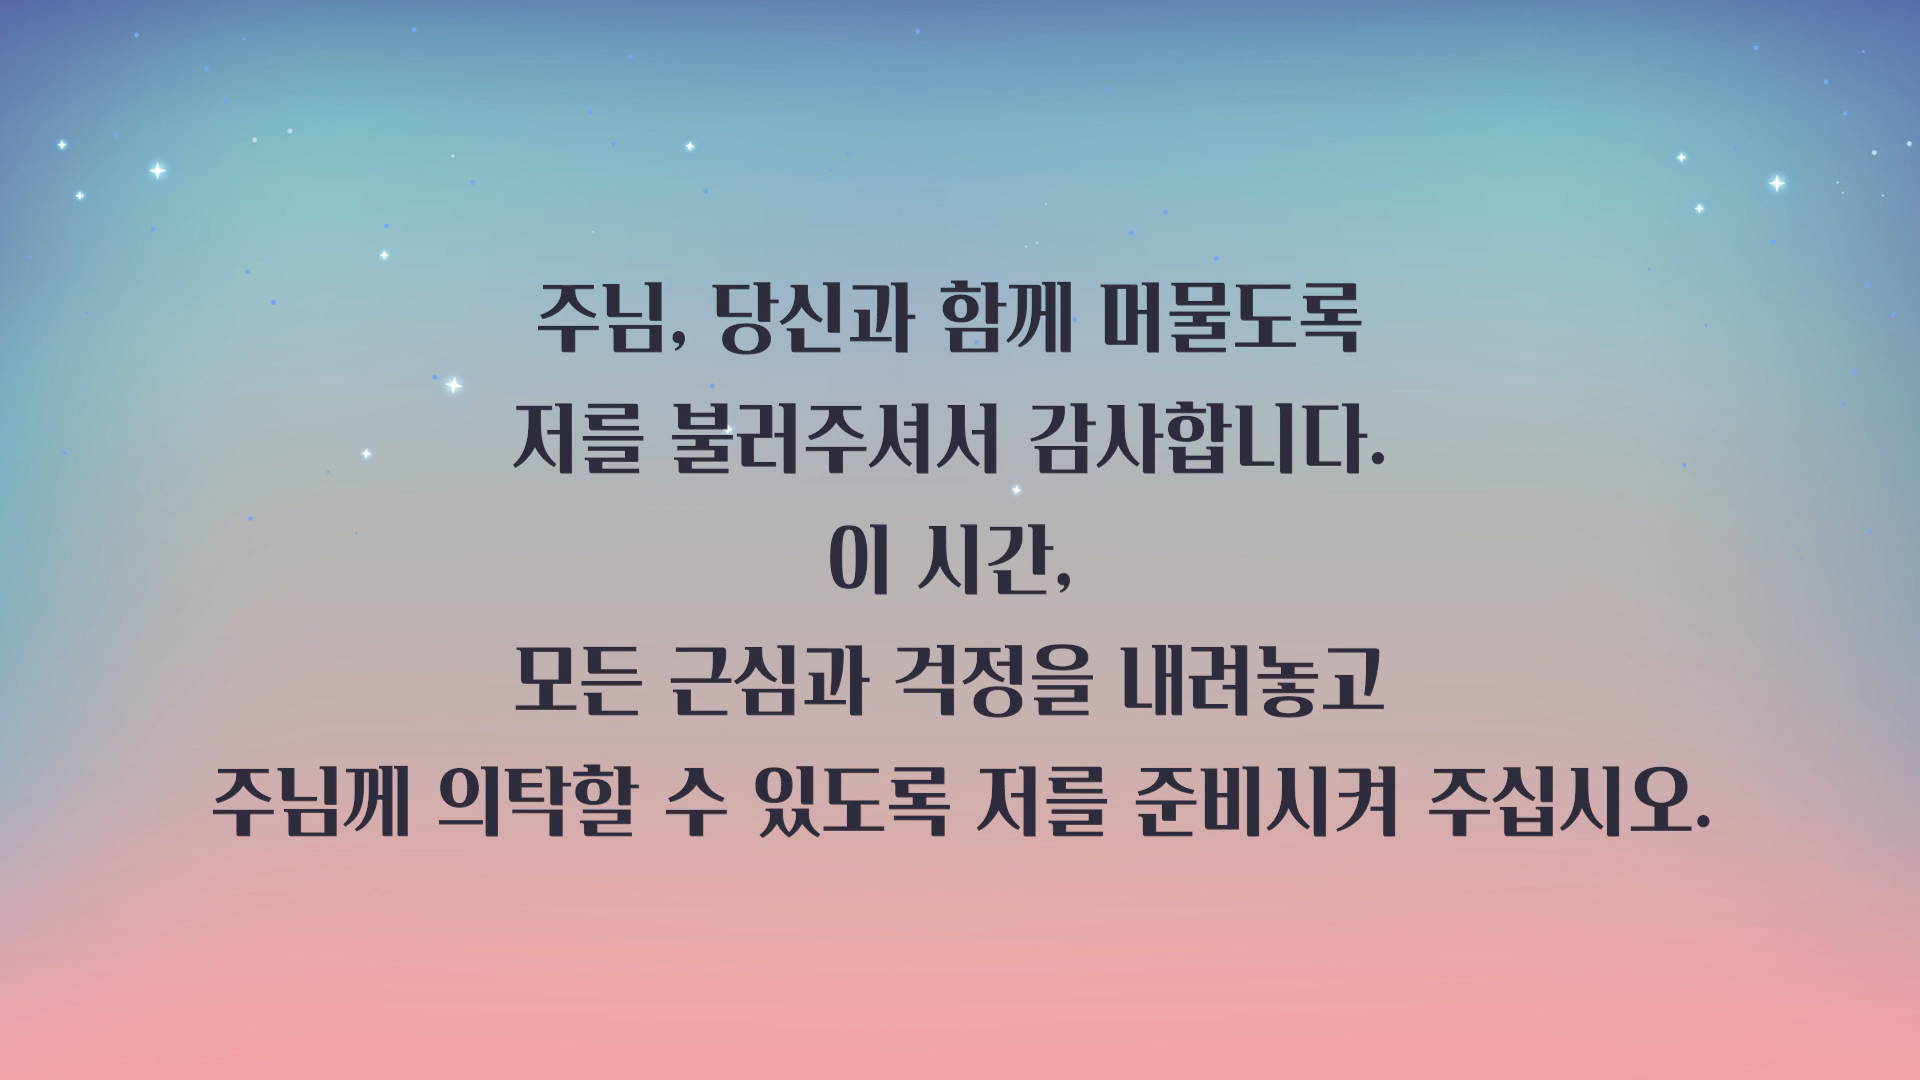 주님, 당신과 함께 머물도록
저를 불러주셔서 감사합니다.
이 시간,
모든 근심과 걱정을 내려놓고
주님께 의탁할 수 있도록 저를 준비시켜 주십시오.